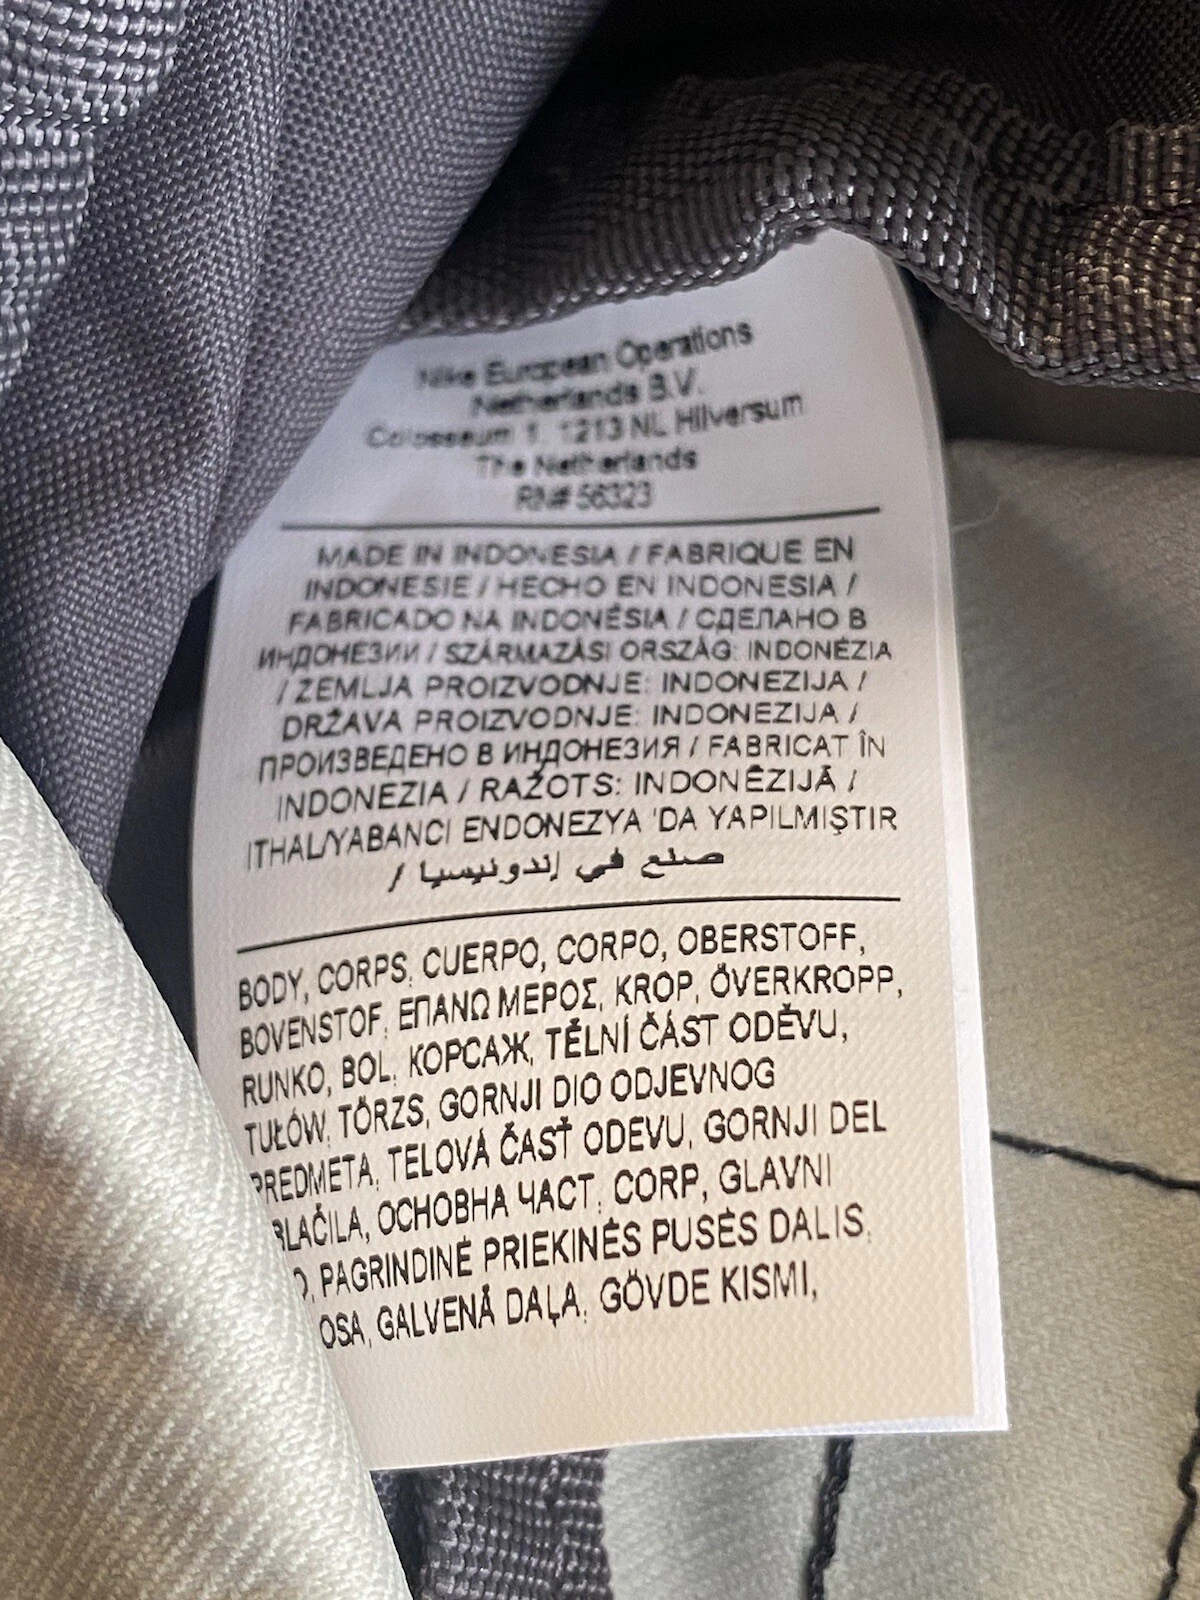 Nike European Operations
Netherlands B.V.
Colosseum 1, 1213 NL Hilversum
The Netherlands
RN# 56323
MADE IN INDONESIA / FABRIQUE EN
INDONESIE / HECHO EN INDONESIA /
FABRICADO NA INDONÉSIA / СДЕЛАНО В
ИНДОНЕЗИИ / SZÁRMAZÁSI ORSZÁG: INDONÉZIA
/ ZEMLJA PROIZVODNJE: INDONEZIJA /
DRŽAVA PROIZVODNJE: INDONEZIJA /
ПРОИЗВЕДЕНО В ИНДОНЕЗИЯ / FABRICAT ÎN
INDONEZIA / RAŽOTS: INDONĒZIJĀ /
ITHAL/YABANCI ENDONEZYA 'DA YAPILMIŞTIR
/ صنع في إندونيسيا
BODY, CORPS, CUERPO, CORPO, OBERSTOFF,
BOVENSTOF, ΕΠΑΝΩ ΜΕΡΟΣ, KROP, ÖVERKROPP,
RUNKO, BOL, КОРСАЖ, TĚLNÍ ČÁST ODĚVU,
TUŁÓW, TÖRZS, GORNJI DIO ODJEVNOG
PREDMETA, TELOVÁ ČASŤ ODEVU, GORNJI DEL
BLAČILA, ОСНОВНА ЧАСТ, CORP, GLAVNI
O, PAGRINDINĖ PRIEKINĖS PUSĖS DALIS,
OSA, GALVENĀ DAĻA, GÖVDE KISMI,